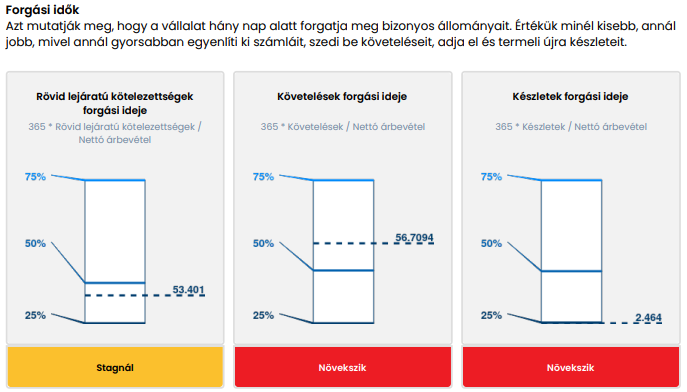 Forgási idők
Azt mutatják meg, hogy a vállalat hány nap alatt forgatja meg bizonyos állományait. Értékük minél kisebb, annál
jobb, mivel annál gyorsabban egyenlíti ki számláit, szedi be követeléseit, adja el és termeli újra készleteit.
Rövid lejáratú kötelezettségek
forgási ideje
365 * Rövid lejáratú kötelezettségek /
Nettó árbevétel
75%
50%
53.401
25%
Stagnál
Követelések forgási ideje
365 * Követelések / Nettó árbevétel
75%
56.7094
50%
25%
Növekszik
Készletek forgási ideje
365 * Készletek / Nettó árbevétel
75%
50%
25%
2.464
Növekszik